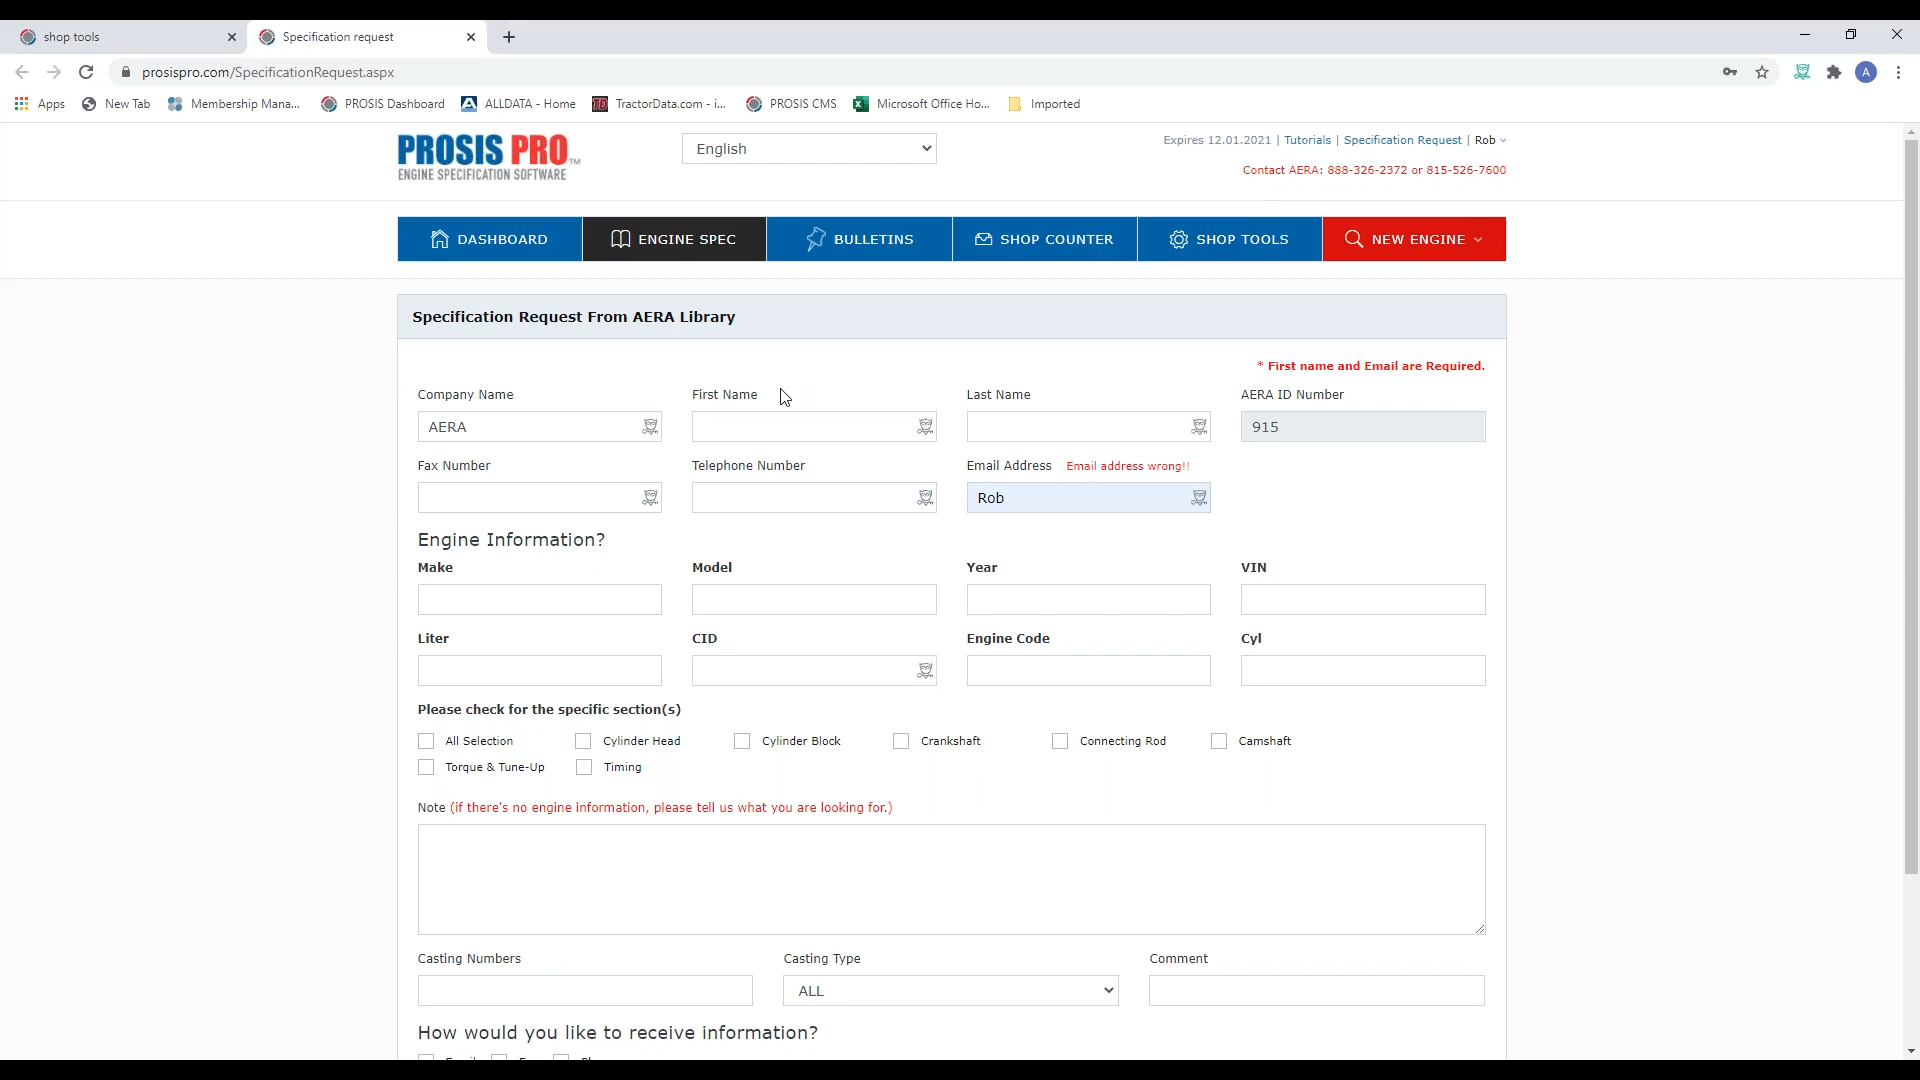 shop tools
Specification request
prosispro.com/SpecificationRequest.aspx
A
Apps
New Tab
Membership Mana...
PROSIS Dashboard
ALLDATA - Home
TractorData.com - i...
PROSIS CMS
Microsoft Office Ho...
Imported
PROSIS PRO™
ENGINE SPECIFICATION SOFTWARE
English
Expires 12.01.2021 | Tutorials | Specification Request | Rob
Contact AERA: 888-326-2372 or 815-526-7600
DASHBOARD
ENGINE SPEC
BULLETINS
SHOP COUNTER
SHOP TOOLS
NEW ENGINE
Specification Request From AERA Library
* First name and Email are Required.
Company Name
First Name
Last Name
AERA ID Number
AERA
915
Fax Number
Telephone Number
Email Address Email address wrong!!
Rob
Engine Information?
Make
Model
Year
VIN
Liter
CID
Engine Code
Cyl
Please check for the specific section(s)
All Selection
Cylinder Head
Cylinder Block
Crankshaft
Connecting Rod
Camshaft
Torque & Tune-Up
Timing
Note (if there's no engine information, please tell us what you are looking for.)
Casting Numbers
Casting Type
Comment
ALL
How would you like to receive information?